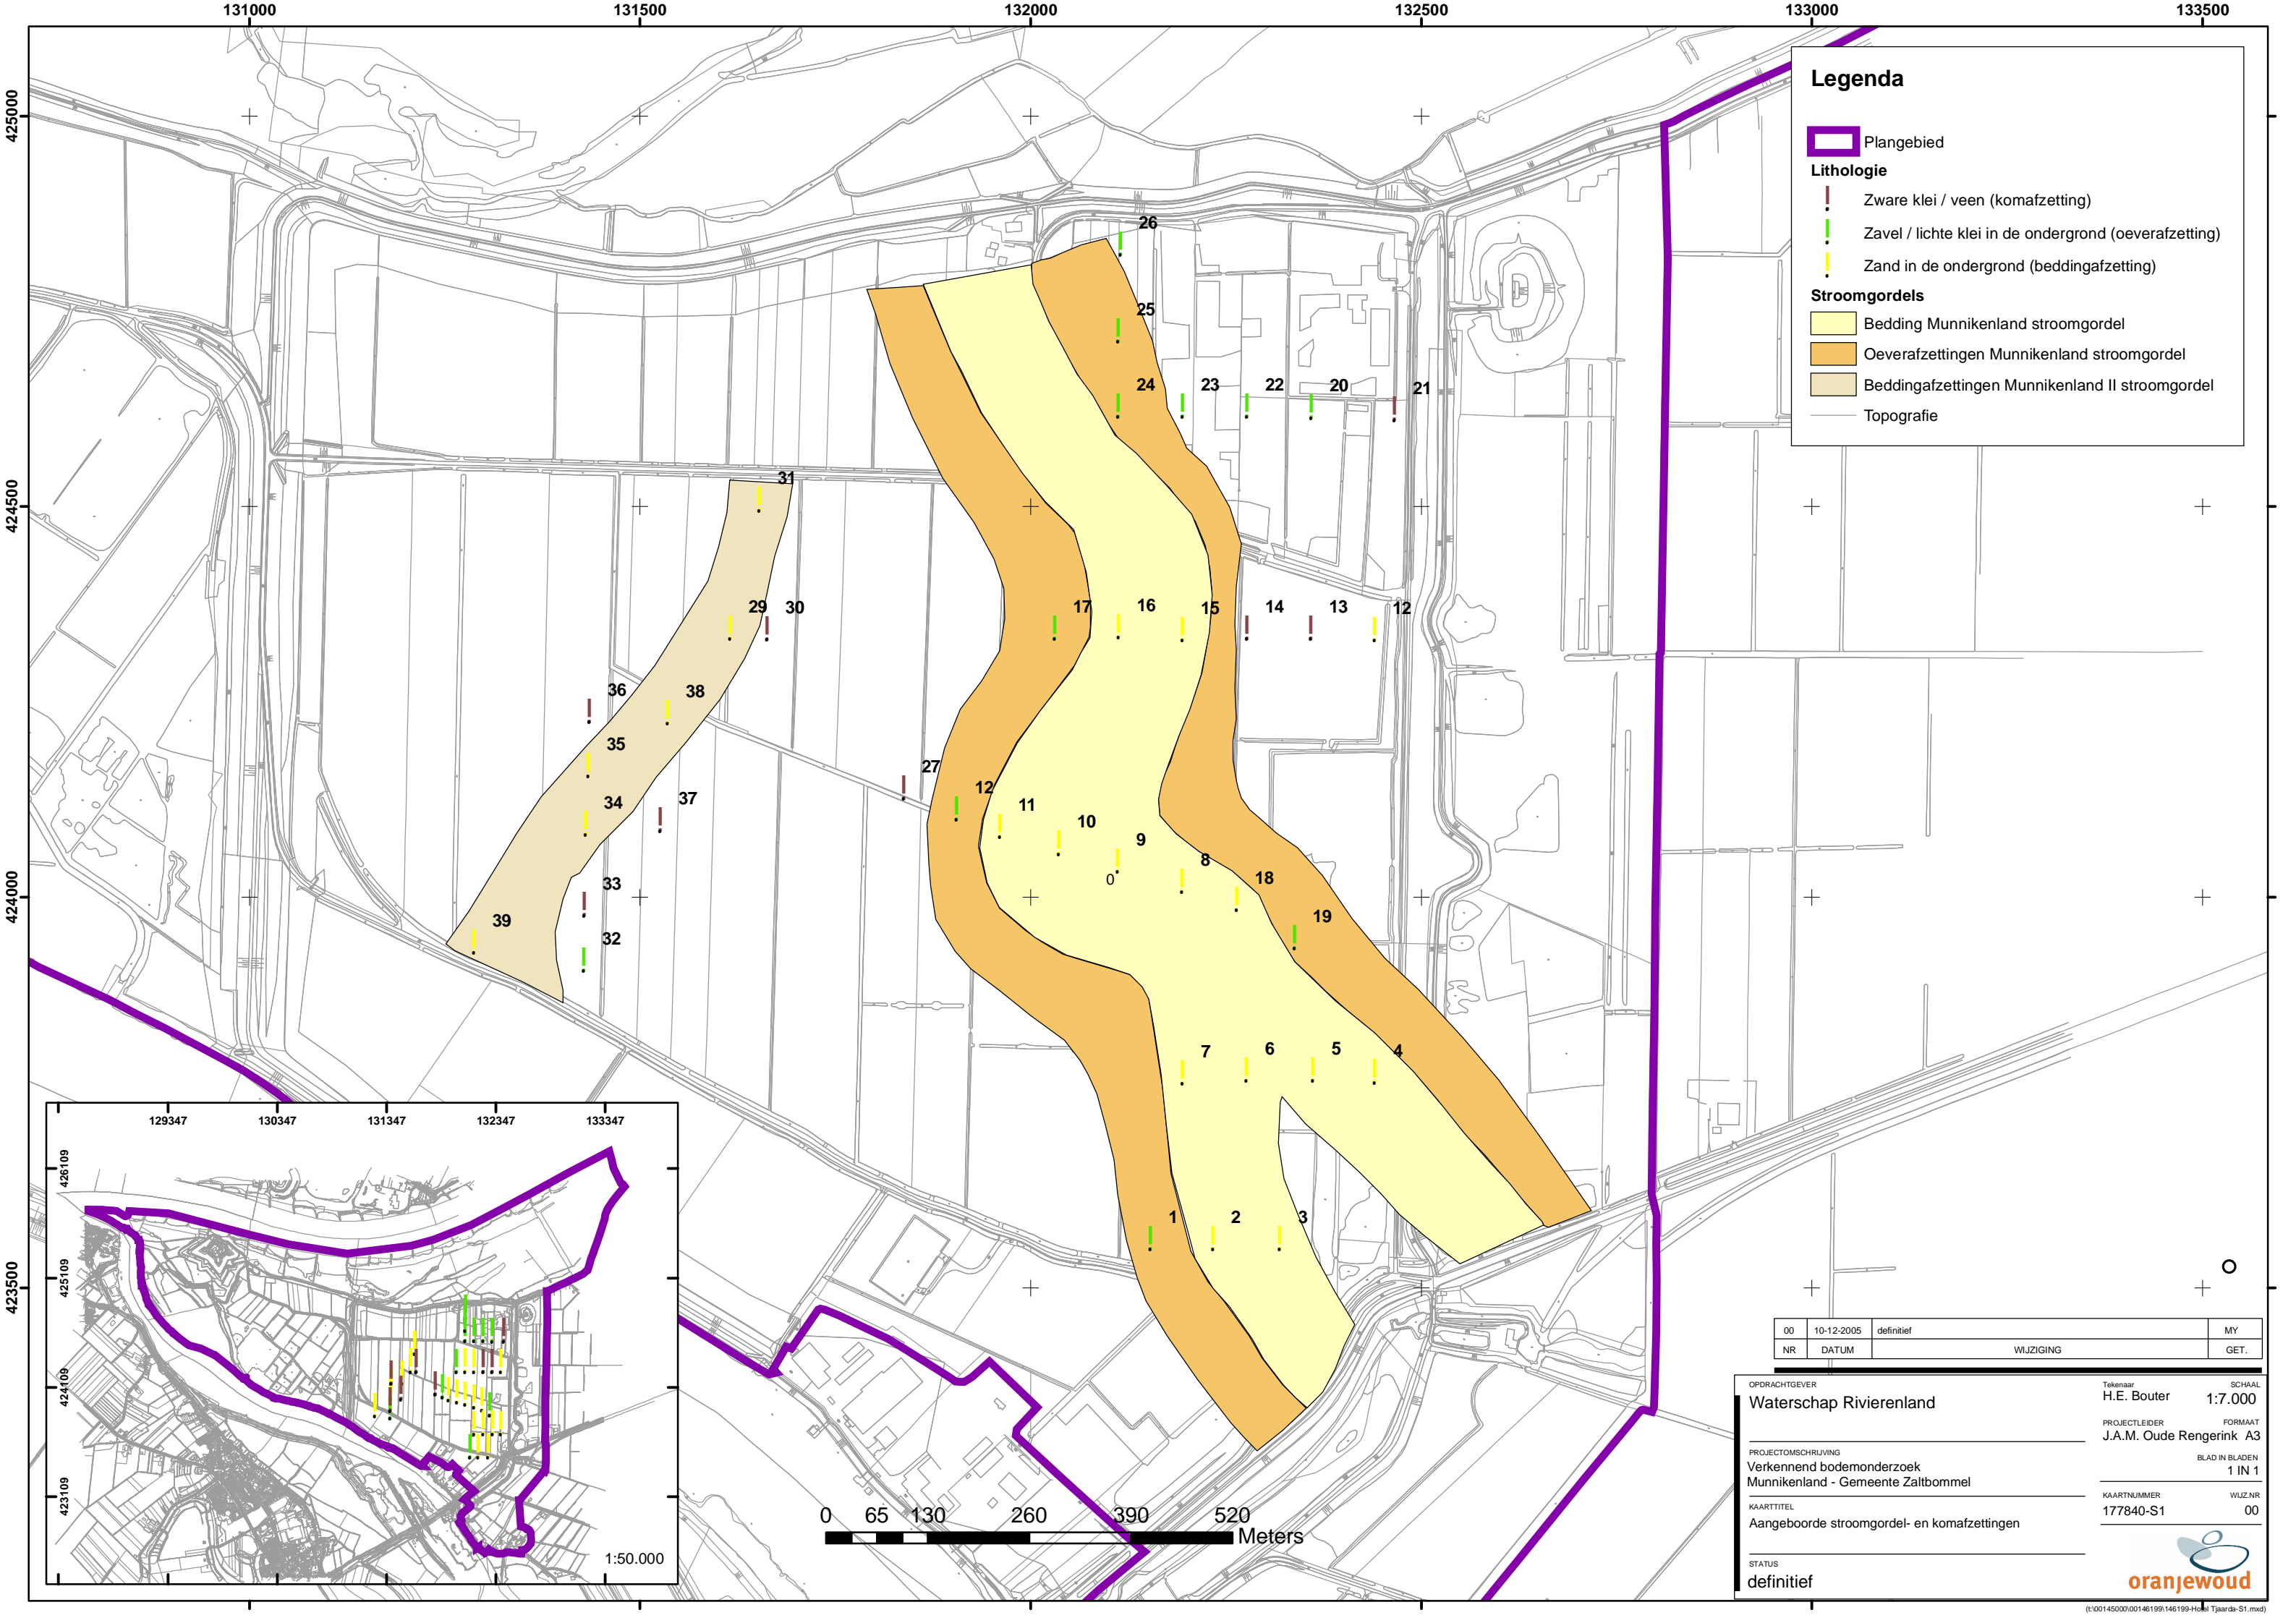 131000 131500 132000 132500 133000 133500
425000
424500
424000
423500
Legenda
Plangebied
Lithologie
Zware klei / veen (komafzetting)
Zavel / lichte klei in de ondergrond (oeverafzetting)
Zand in de ondergrond (beddingafzetting)
Stroomgordels
Bedding Munnikenland stroomgordel
Oeverafzettingen Munnikenland stroomgordel
Beddingafzettingen Munnikenland II stroomgordel
Topografie
26
25
24 23 22 20 21
31
29 30 17 16 15 14 13 12
36 38
35
27
34 37 12 11
10
9
0
8
33 18
39 32 19
7 6 5 4
1 2 3
129347 130347 131347 132347 133347
426109
425109
424109
423109
1:50.000
0 65 130 260 390 520
Meters
00 10-12-2005 definitief MY
NR DATUM WIJZIGING GET.
OPDRACHTGEVER
Waterschap Rivierenland
Tekenaar
H.E. Bouter
SCHAAL
1:7.000
PROJECTLEIDER
J.A.M. Oude Rengerink
FORMAAT
A3
PROJECTOMSCHRIJVING
Verkennend bodemonderzoek
Munnikenland - Gemeente Zaltbommel
BLAD IN BLADEN
1 IN 1
KAARTTITEL
Aangeboorde stroomgordel- en komafzettingen
KAARTNUMMER
177840-S1
WIJZ.NR
00
STATUS
definitief
oranjewoud
(t:\00145000\00146199\146199-Hotel Tjaarda-S1.mxd)